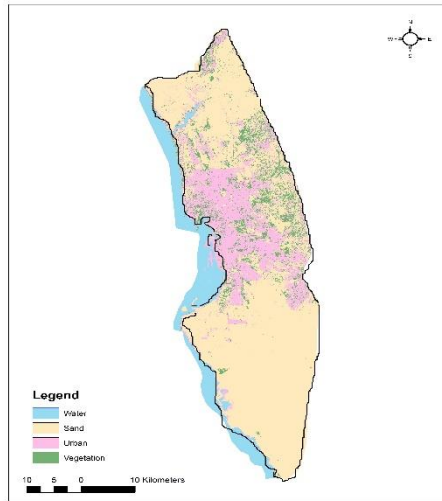 N
W E
S
Legend
Water
Sand
Urban
Vegetation
10 5 0 10 Kilometers